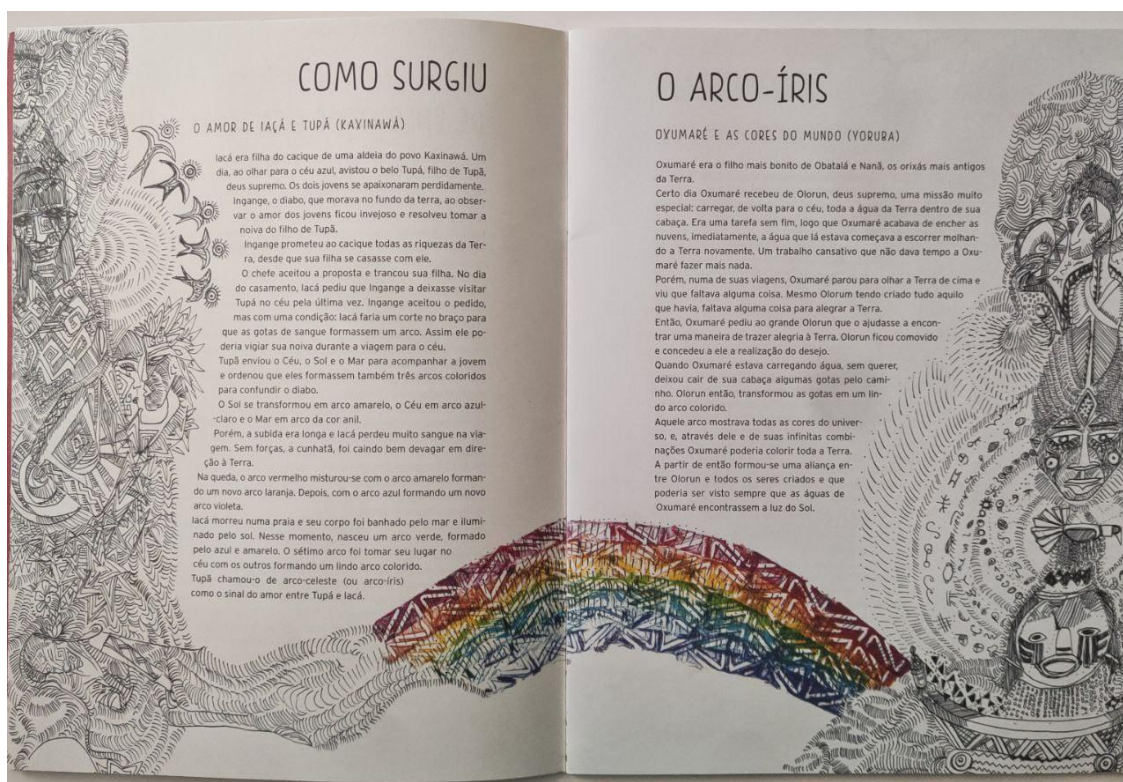 COMO SURGIU
O AMOR DE IAÇÁ E TUPÁ (KAXINAWÁ)
Iacá era filha do cacique de uma aldeia do povo Kaxinawá. Um
dia, ao olhar para o céu azul, avistou o belo Tupá, filho de Tupã,
deus supremo. Os dois jovens se apaixonaram perdidamente.
Ingange, o diabo, que morava no fundo da terra, ao obser-
var o amor dos jovens ficou invejoso e resolveu tomar a
noiva do filho de Tupã.
Ingange prometeu ao cacique todas as riquezas da Ter-
ra, desde que sua filha se casasse com ele.
O chefe aceitou a proposta e trancou sua filha. No dia
do casamento, Iacá pediu que Ingange a deixasse visitar
Tupá no céu pela última vez. Ingange aceitou o pedido,
mas com uma condição: Iacá faria um corte no braço para
que as gotas de sangue formassem um arco. Assim ele po-
deria vigiar sua noiva durante a viagem para o céu.
Tupã enviou o Céu, o Sol e o Mar para acompanhar a jovem
e ordenou que eles formassem também três arcos coloridos
para confundir o diabo.
O Sol se transformou em arco amarelo, o Céu em arco azul-
-claro e o Mar em arco da cor anil.
Porém, a subida era longa e Iacá perdeu muito sangue na via-
gem. Sem forças, a cunhatã, foi caindo bem devagar em dire-
ção à Terra.
Na queda, o arco vermelho misturou-se com o arco amarelo forman-
do um novo arco laranja. Depois, com o arco azul formando um novo
arco violeta.
Iacá morreu numa praia e seu corpo foi banhado pelo mar e ilumi-
nado pelo sol. Nesse momento, nasceu um arco verde, formado
pelo azul e amarelo. O sétimo arco foi tomar seu lugar no
céu com os outros formando um lindo arco colorido.
Tupã chamou-o de arco-celeste (ou arco-íris)
como o sinal do amor entre Tupá e Iacá.
O ARCO-ÍRIS
OXUMARÉ E AS CORES DO MUNDO (YORUBA)
Oxumaré era o filho mais bonito de Obatalá e Nanã, os orixás mais antigos
da Terra.
Certo dia Oxumaré recebeu de Olorun, deus supremo, uma missão muito
especial: carregar, de volta para o céu, toda a água da Terra dentro de sua
cabaça. Era uma tarefa sem fim, logo que Oxumaré acabava de encher as
nuvens, imediatamente, a água que lá estava começava a escorrer molhan-
do a Terra novamente. Um trabalho cansativo que não dava tempo a Oxu-
maré fazer mais nada.
Porém, numa de suas viagens, Oxumaré parou para olhar a Terra de cima e
viu que faltava alguma coisa. Mesmo Olorum tendo criado tudo aquilo
que havia, faltava alguma coisa para alegrar a Terra.
Então, Oxumaré pediu ao grande Olorun que o ajudasse a encon-
trar uma maneira de trazer alegria à Terra. Olorun ficou comovido
e concedeu a ele a realização do desejo.
Quando Oxumaré estava carregando água, sem querer,
deixou cair de sua cabaça algumas gotas pelo cami-
nho. Olorun então, transformou as gotas em um lin-
do arco colorido.
Aquele arco mostrava todas as cores do univer-
so, e, através dele e de suas infinitas combi-
nações Oxumaré poderia colorir toda a Terra.
A partir de então formou-se uma aliança en-
tre Olorun e todos os seres criados e que
poderia ser visto sempre que as águas de
Oxumaré encontrassem a luz do Sol.